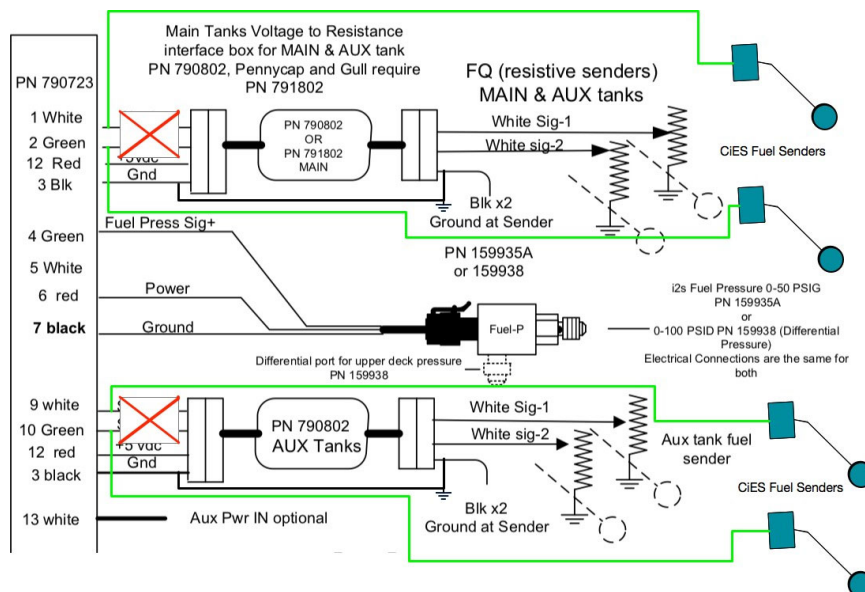 Main Tanks Voltage to Resistance
interface box for MAIN & AUX tank
PN 790802, Pennycap and Gull require
PN 791802
PN 790723
FQ (resistive senders)
MAIN & AUX tanks
1 White
2 Green
12 Red
3 Blk
+5vdc
Gnd
PN 790802
OR
PN 791802
MAIN
White Sig-1
White sig-2
Blk x2
Ground at Sender
CiES Fuel Senders
4 Green
5 White
6 red
7 black
Fuel Press Sig+
Power
Ground
PN 159935A
or 159938
Fuel-P
Differential port for upper deck pressure
PN 159938
i2s Fuel Pressure 0-50 PSIG
PN 159935A
or
0-100 PSID PN 159938 (Differential
Pressure)
Electrical Connections are the same for
both
9 white
10 Green
12 red
3 black
13 white
+5 vdc
Gnd
PN 790802
AUX Tanks
White Sig-1
White sig-2
Blk x2
Ground at Sender
Aux tank fuel
sender
CiES Fuel Senders
Aux Pwr IN optional